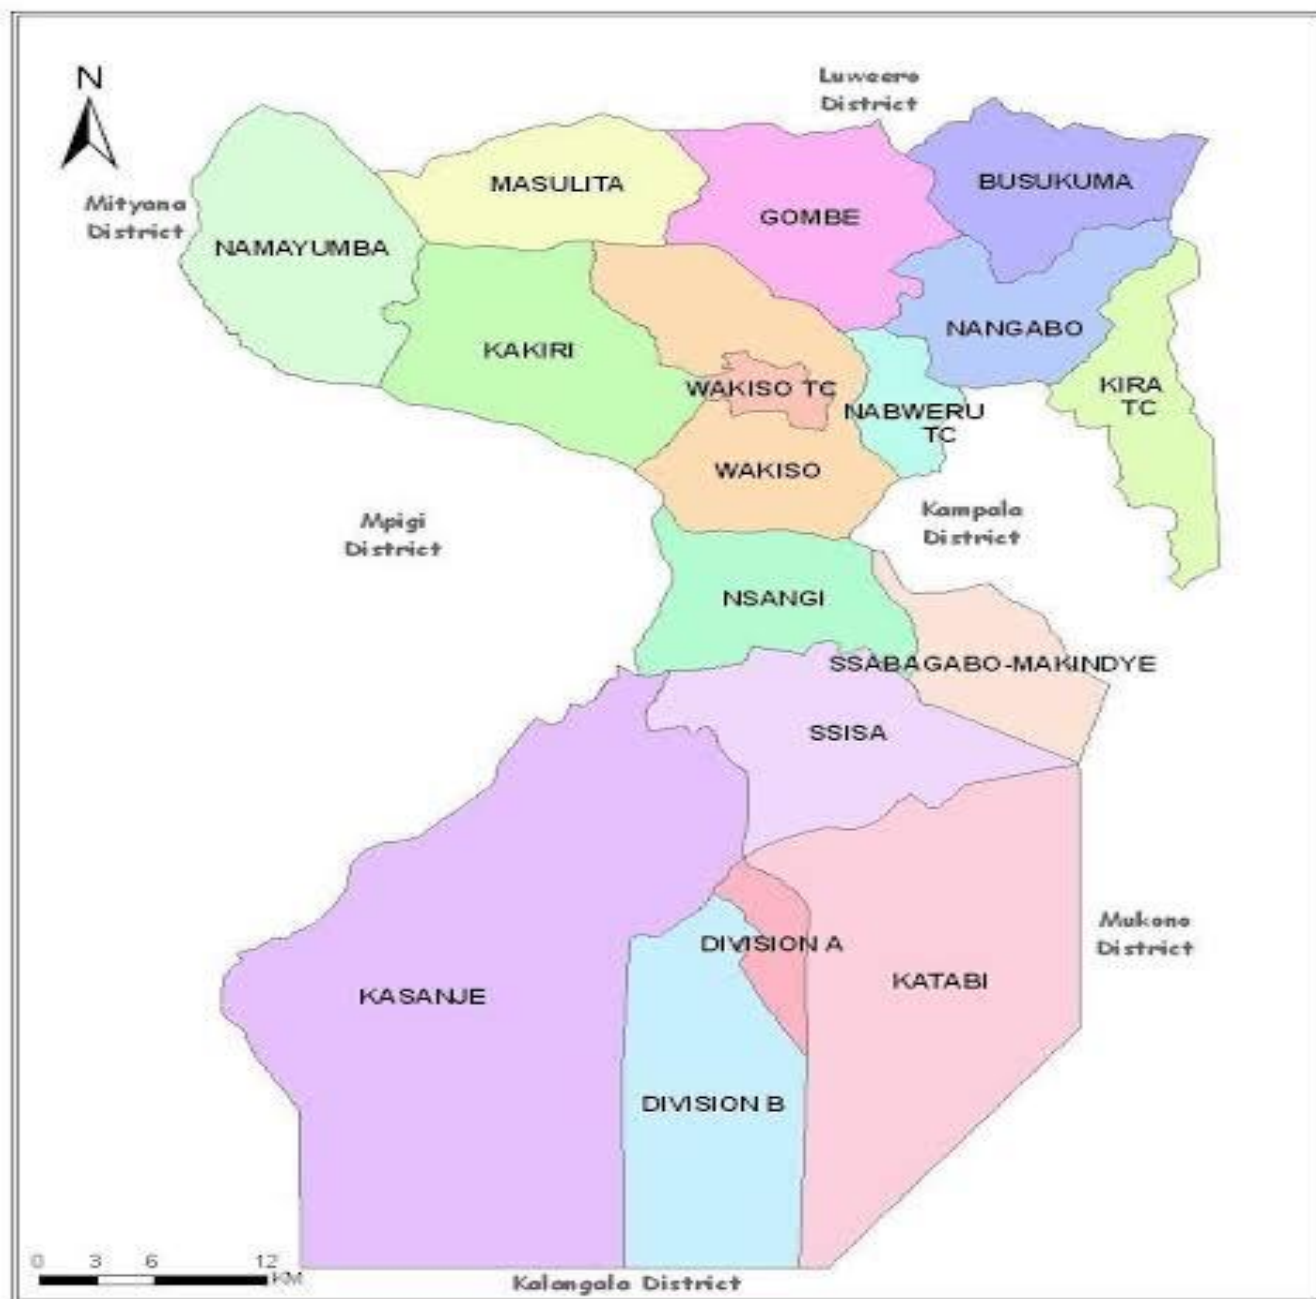 N
Luweero
District
MASULITA
BUSUKUMA
Mityana
District
GOMBE
NAMAYUMBA
NANGABO
KAKIRI
WAKISO TC
KIRA
TC
NABWERU
TC
WAKISO
Mpigi
District
Kampala
District
NSANGI
SSABAGABO-MAKINDYE
SSISA
Mukono
District
DIVISION A
KATABI
KASANJE
DIVISION B
0 3 6 12
KM
Kalangala District